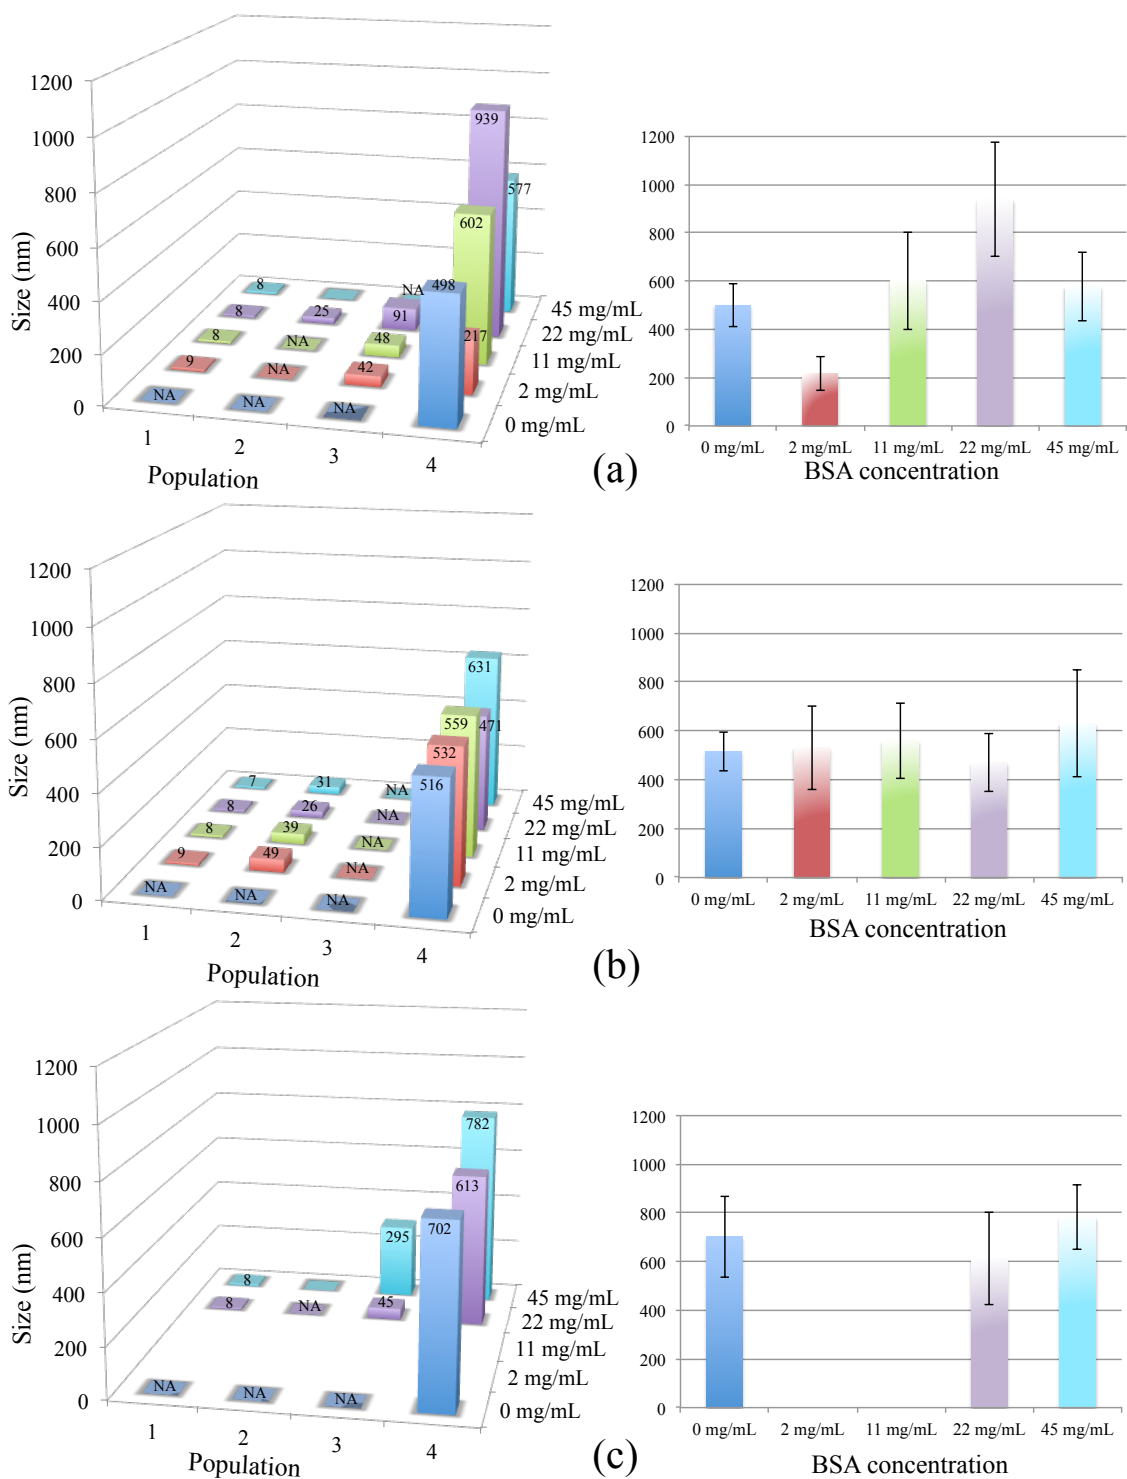 1200
1000
800
600
400
200
0
Size (nm)
939
577
602
498
217
8
NA
8
25
91
8
NA
48
9
NA
42
NA
NA
NA
45 mg/mL
22 mg/mL
11 mg/mL
2 mg/mL
0 mg/mL
1
2
3
4
Population
(a)
1200
1000
800
600
400
200
0
0 mg/mL
2 mg/mL
11 mg/mL
22 mg/mL
45 mg/mL
BSA concentration
1200
1000
800
600
400
200
0
Size (nm)
631
559
471
532
516
7
31
NA
8
26
NA
8
39
NA
9
49
NA
NA
NA
NA
45 mg/mL
22 mg/mL
11 mg/mL
2 mg/mL
0 mg/mL
1
2
3
4
Population
(b)
1200
1000
800
600
400
200
0
0 mg/mL
2 mg/mL
11 mg/mL
22 mg/mL
45 mg/mL
BSA concentration
1200
1000
800
600
400
200
0
Size (nm)
782
613
702
295
8
8
NA
45
NA
NA
NA
45 mg/mL
22 mg/mL
11 mg/mL
2 mg/mL
0 mg/mL
1
2
3
4
Population
(c)
1200
1000
800
600
400
200
0
0 mg/mL
2 mg/mL
11 mg/mL
22 mg/mL
45 mg/mL
BSA concentration